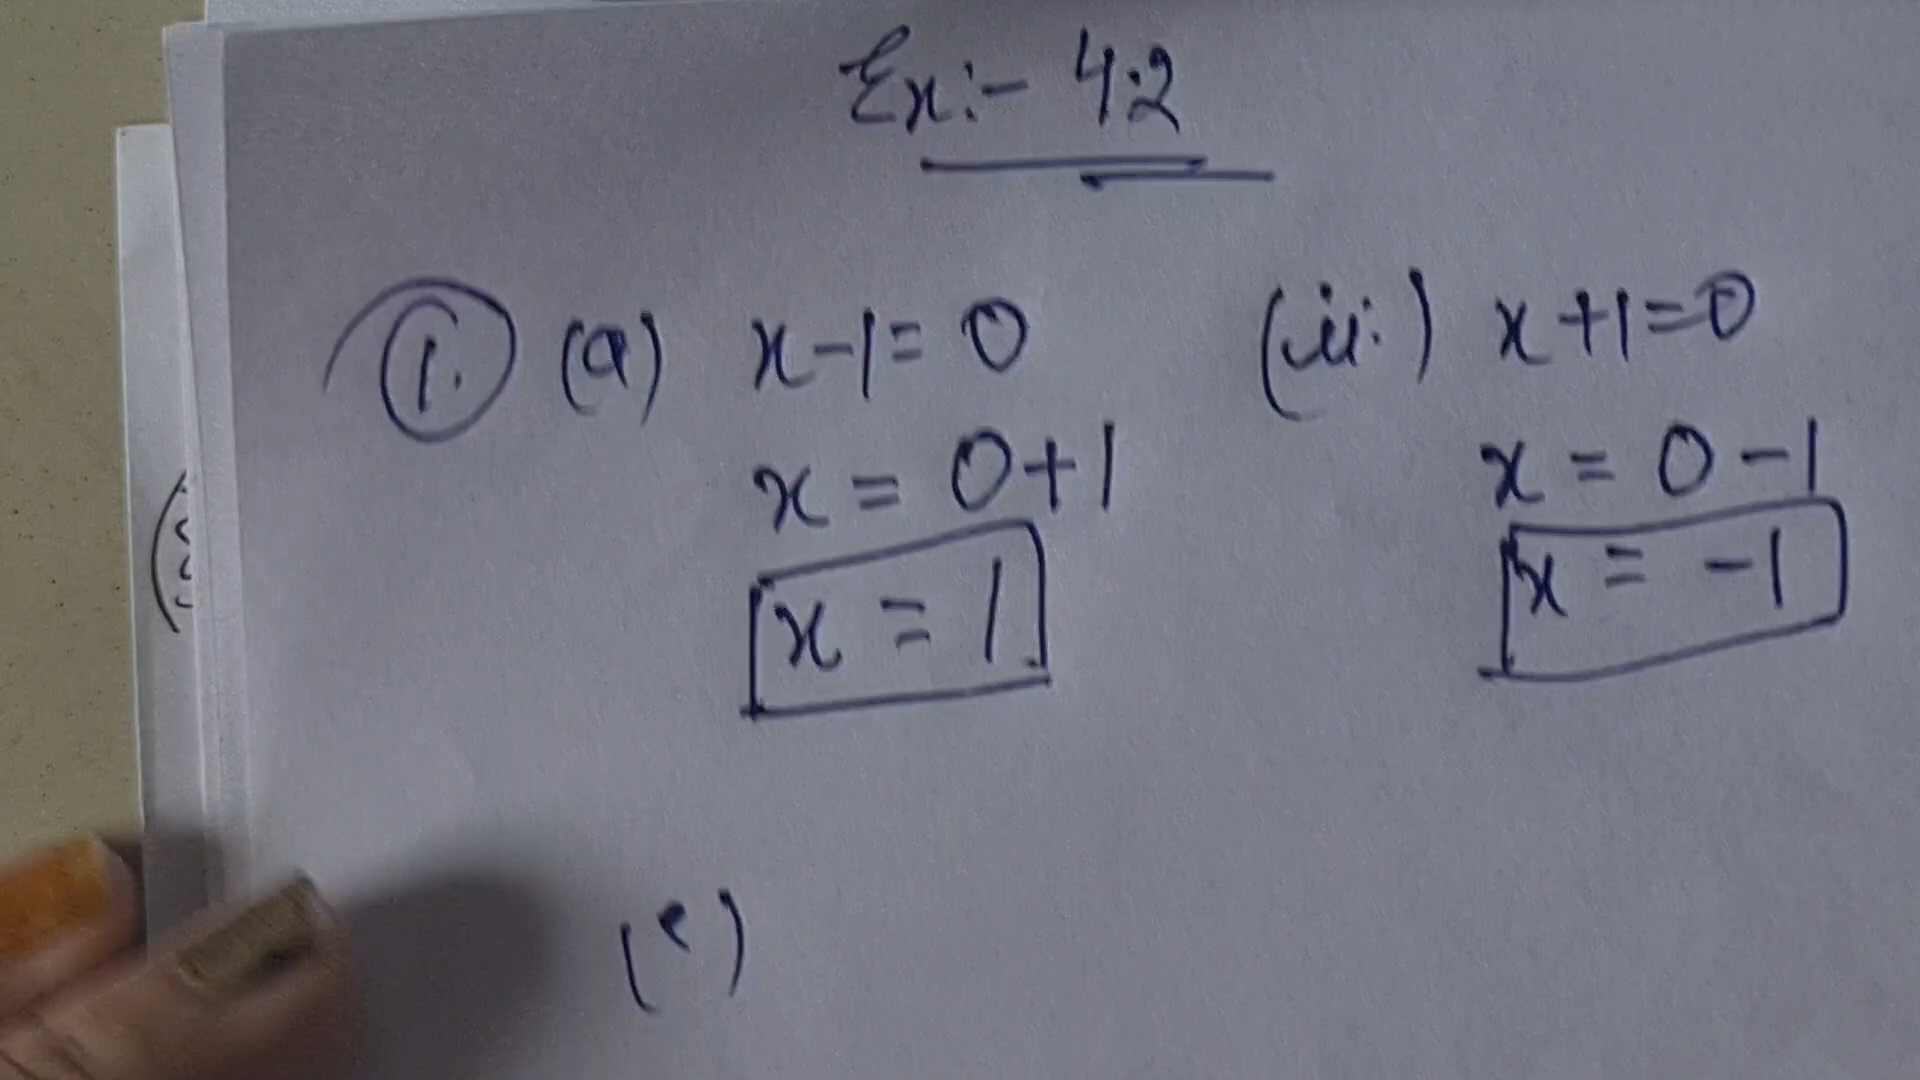 Ex:- 4.2
1. (a) x-1=0
x = 0+1
x = 1
(ii) x+1=0
x = 0-1
x = -1
(c)